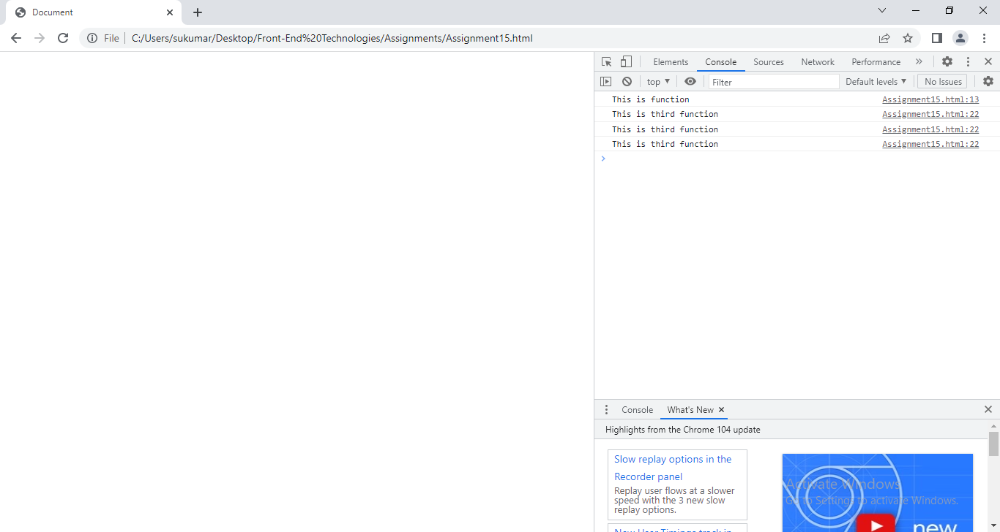 Document
File
C:/Users/sukumar/Desktop/Front-End%20Technologies/Assignments/Assignment15.html
Elements Console Sources Network Performance
top Filter Default levels No Issues
This is function Assignment15.html:13
This is third function Assignment15.html:22
This is third function Assignment15.html:22
This is third function Assignment15.html:22
Console What's New
Highlights from the Chrome 104 update
Slow replay options in the
Recorder panel
Replay user flows at a slower
speed with the 3 new slow
replay options.
New User Timings track in
Activate Windows
Go to Settings to activate Windows.
new